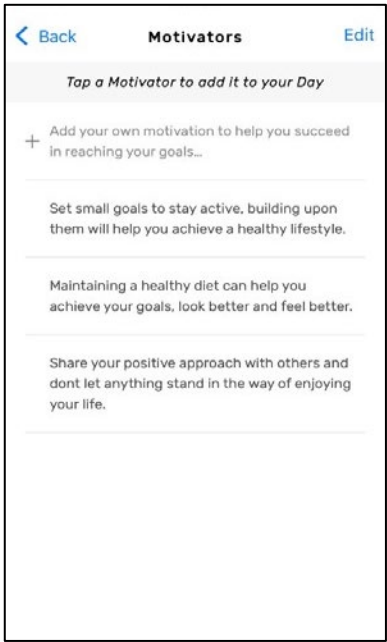 Back Motivators Edit
Tap a Motivator to add it to your Day
+ Add your own motivation to help you succeed
in reaching your goals...
Set small goals to stay active, building upon
them will help you achieve a healthy lifestyle.
Maintaining a healthy diet can help you
achieve your goals, look better and feel better.
Share your positive approach with others and
dont let anything stand in the way of enjoying
your life.